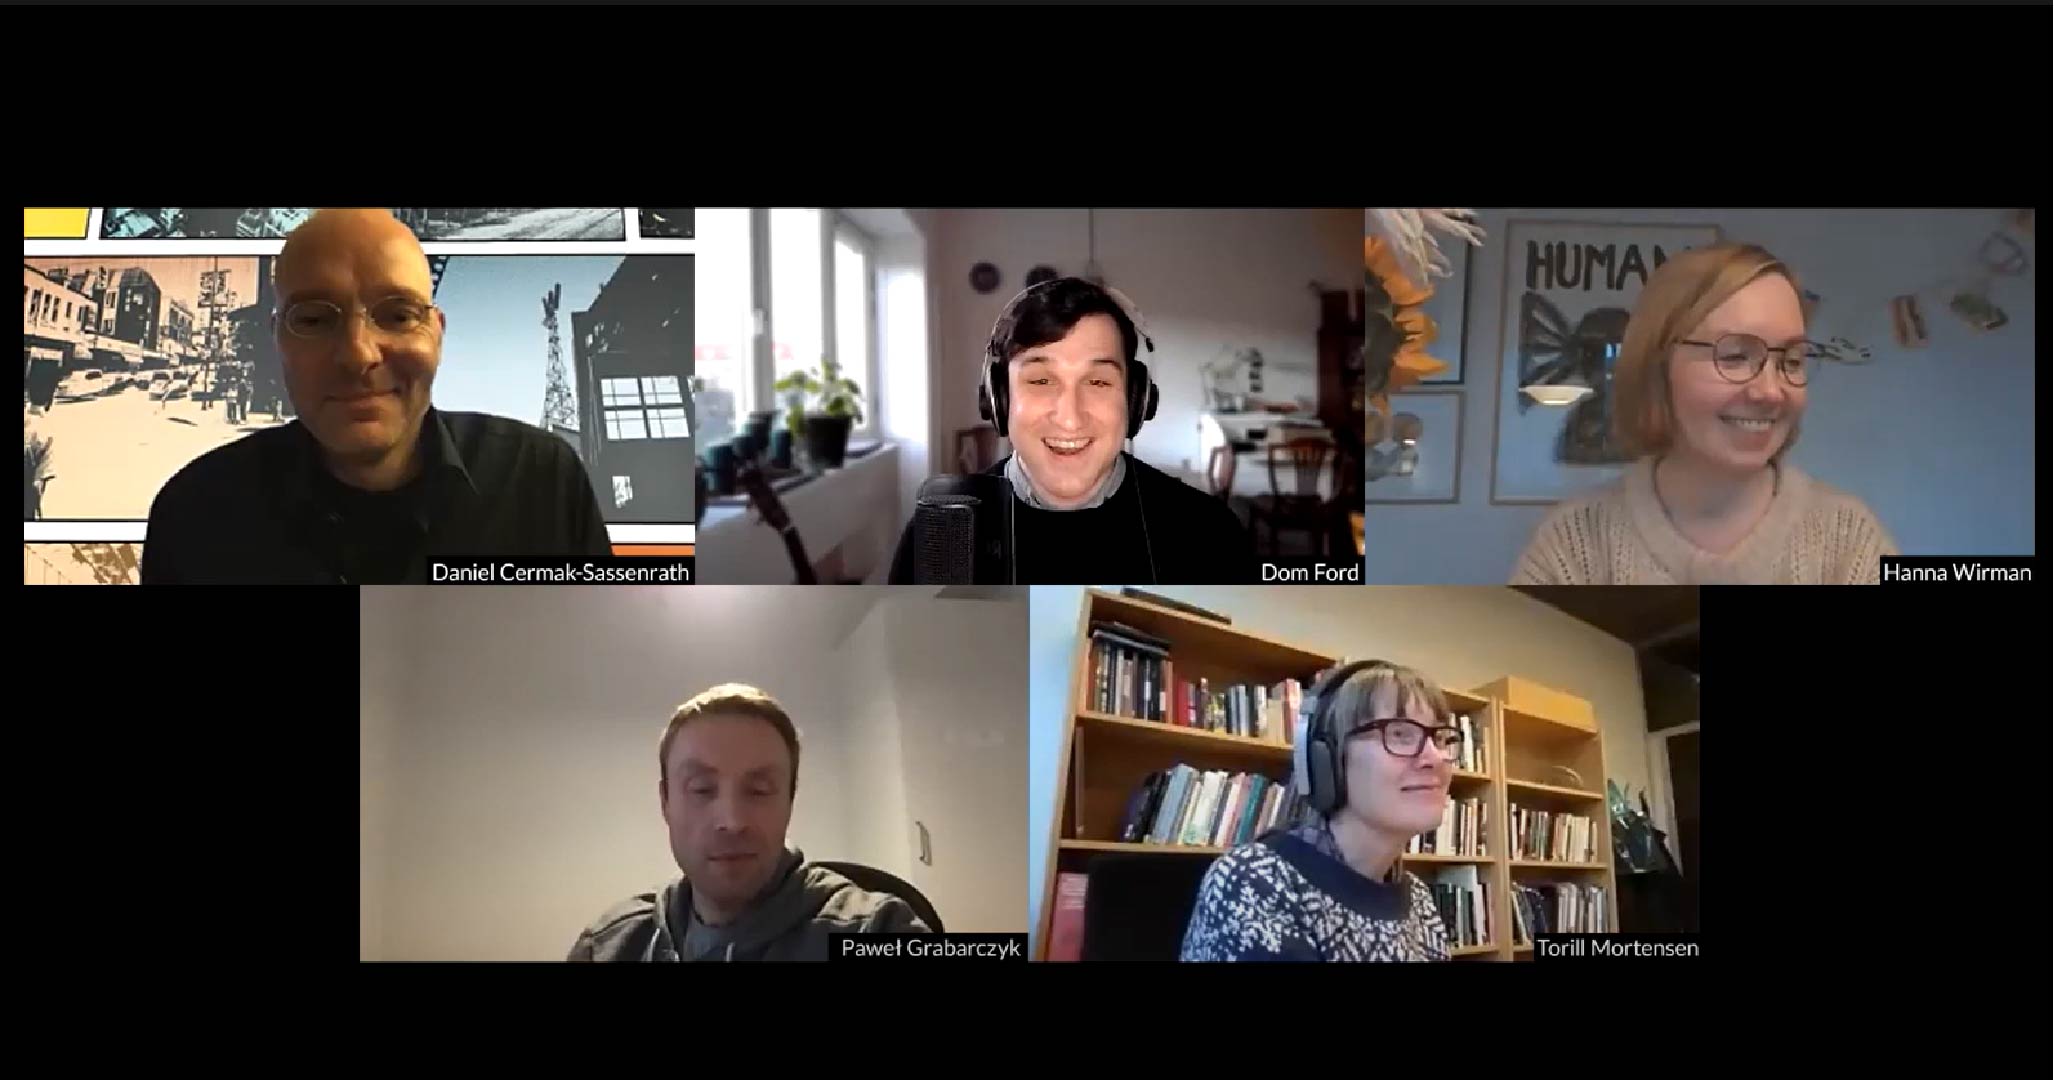 HUMAN
Daniel Cermak-Sassenrath
Dom Ford
Hanna Wirman
Paweł Grabarczyk
Torill Mortensen